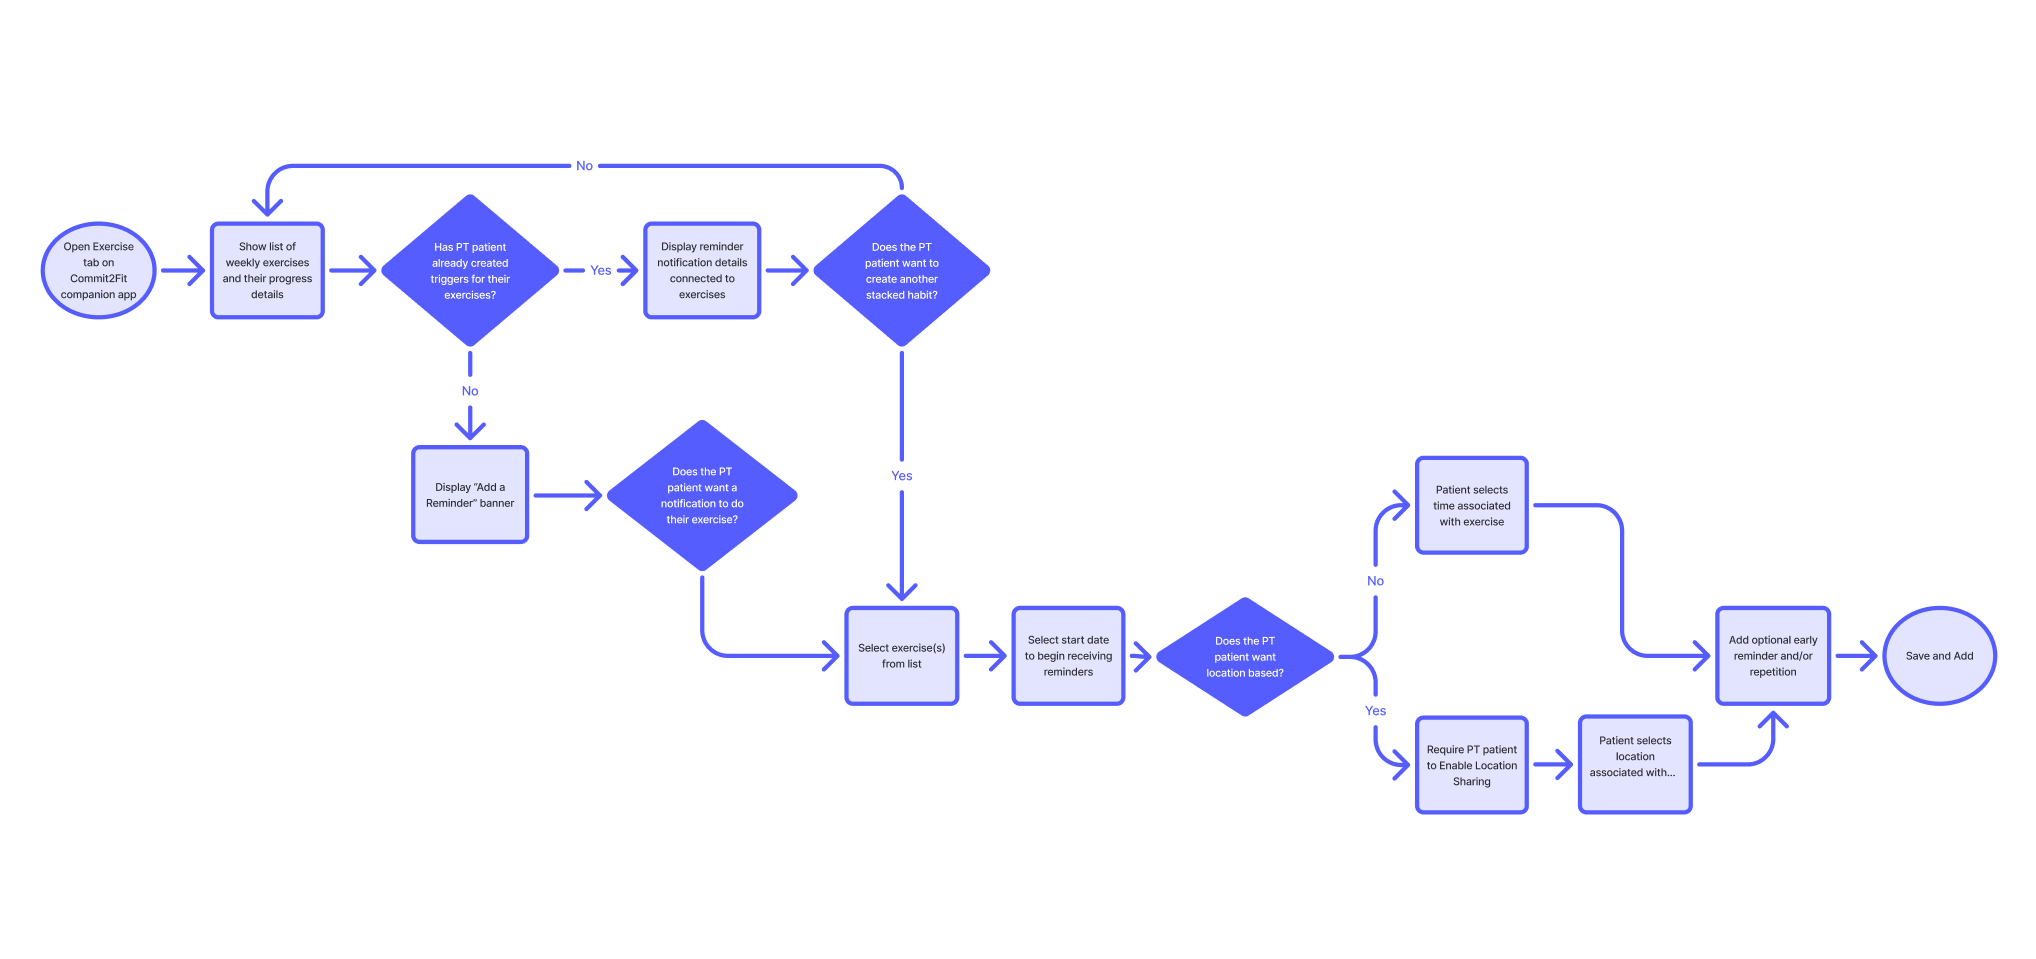 No
Open Exercise
tab on
Commit2Fit
companion app
Show list of
weekly exercises
and their progress
details
Has PT patient
already created
triggers for their
exercises?
Yes
Display reminder
notification details
connected to
exercises
Does the PT
patient want to
create another
stacked habit?
No
Display “Add a
Reminder” banner
Does the PT
patient want a
notification to do
their exercise?
Yes
Select exercise(s)
from list
Select start date
to begin receiving
reminders
Does the PT
patient want
location based?
No
Patient selects
time associated
with exercise
Yes
Require PT patient
to Enable Location
Sharing
Patient selects
location
associated with...
Add optional early
reminder and/or
repetition
Save and Add